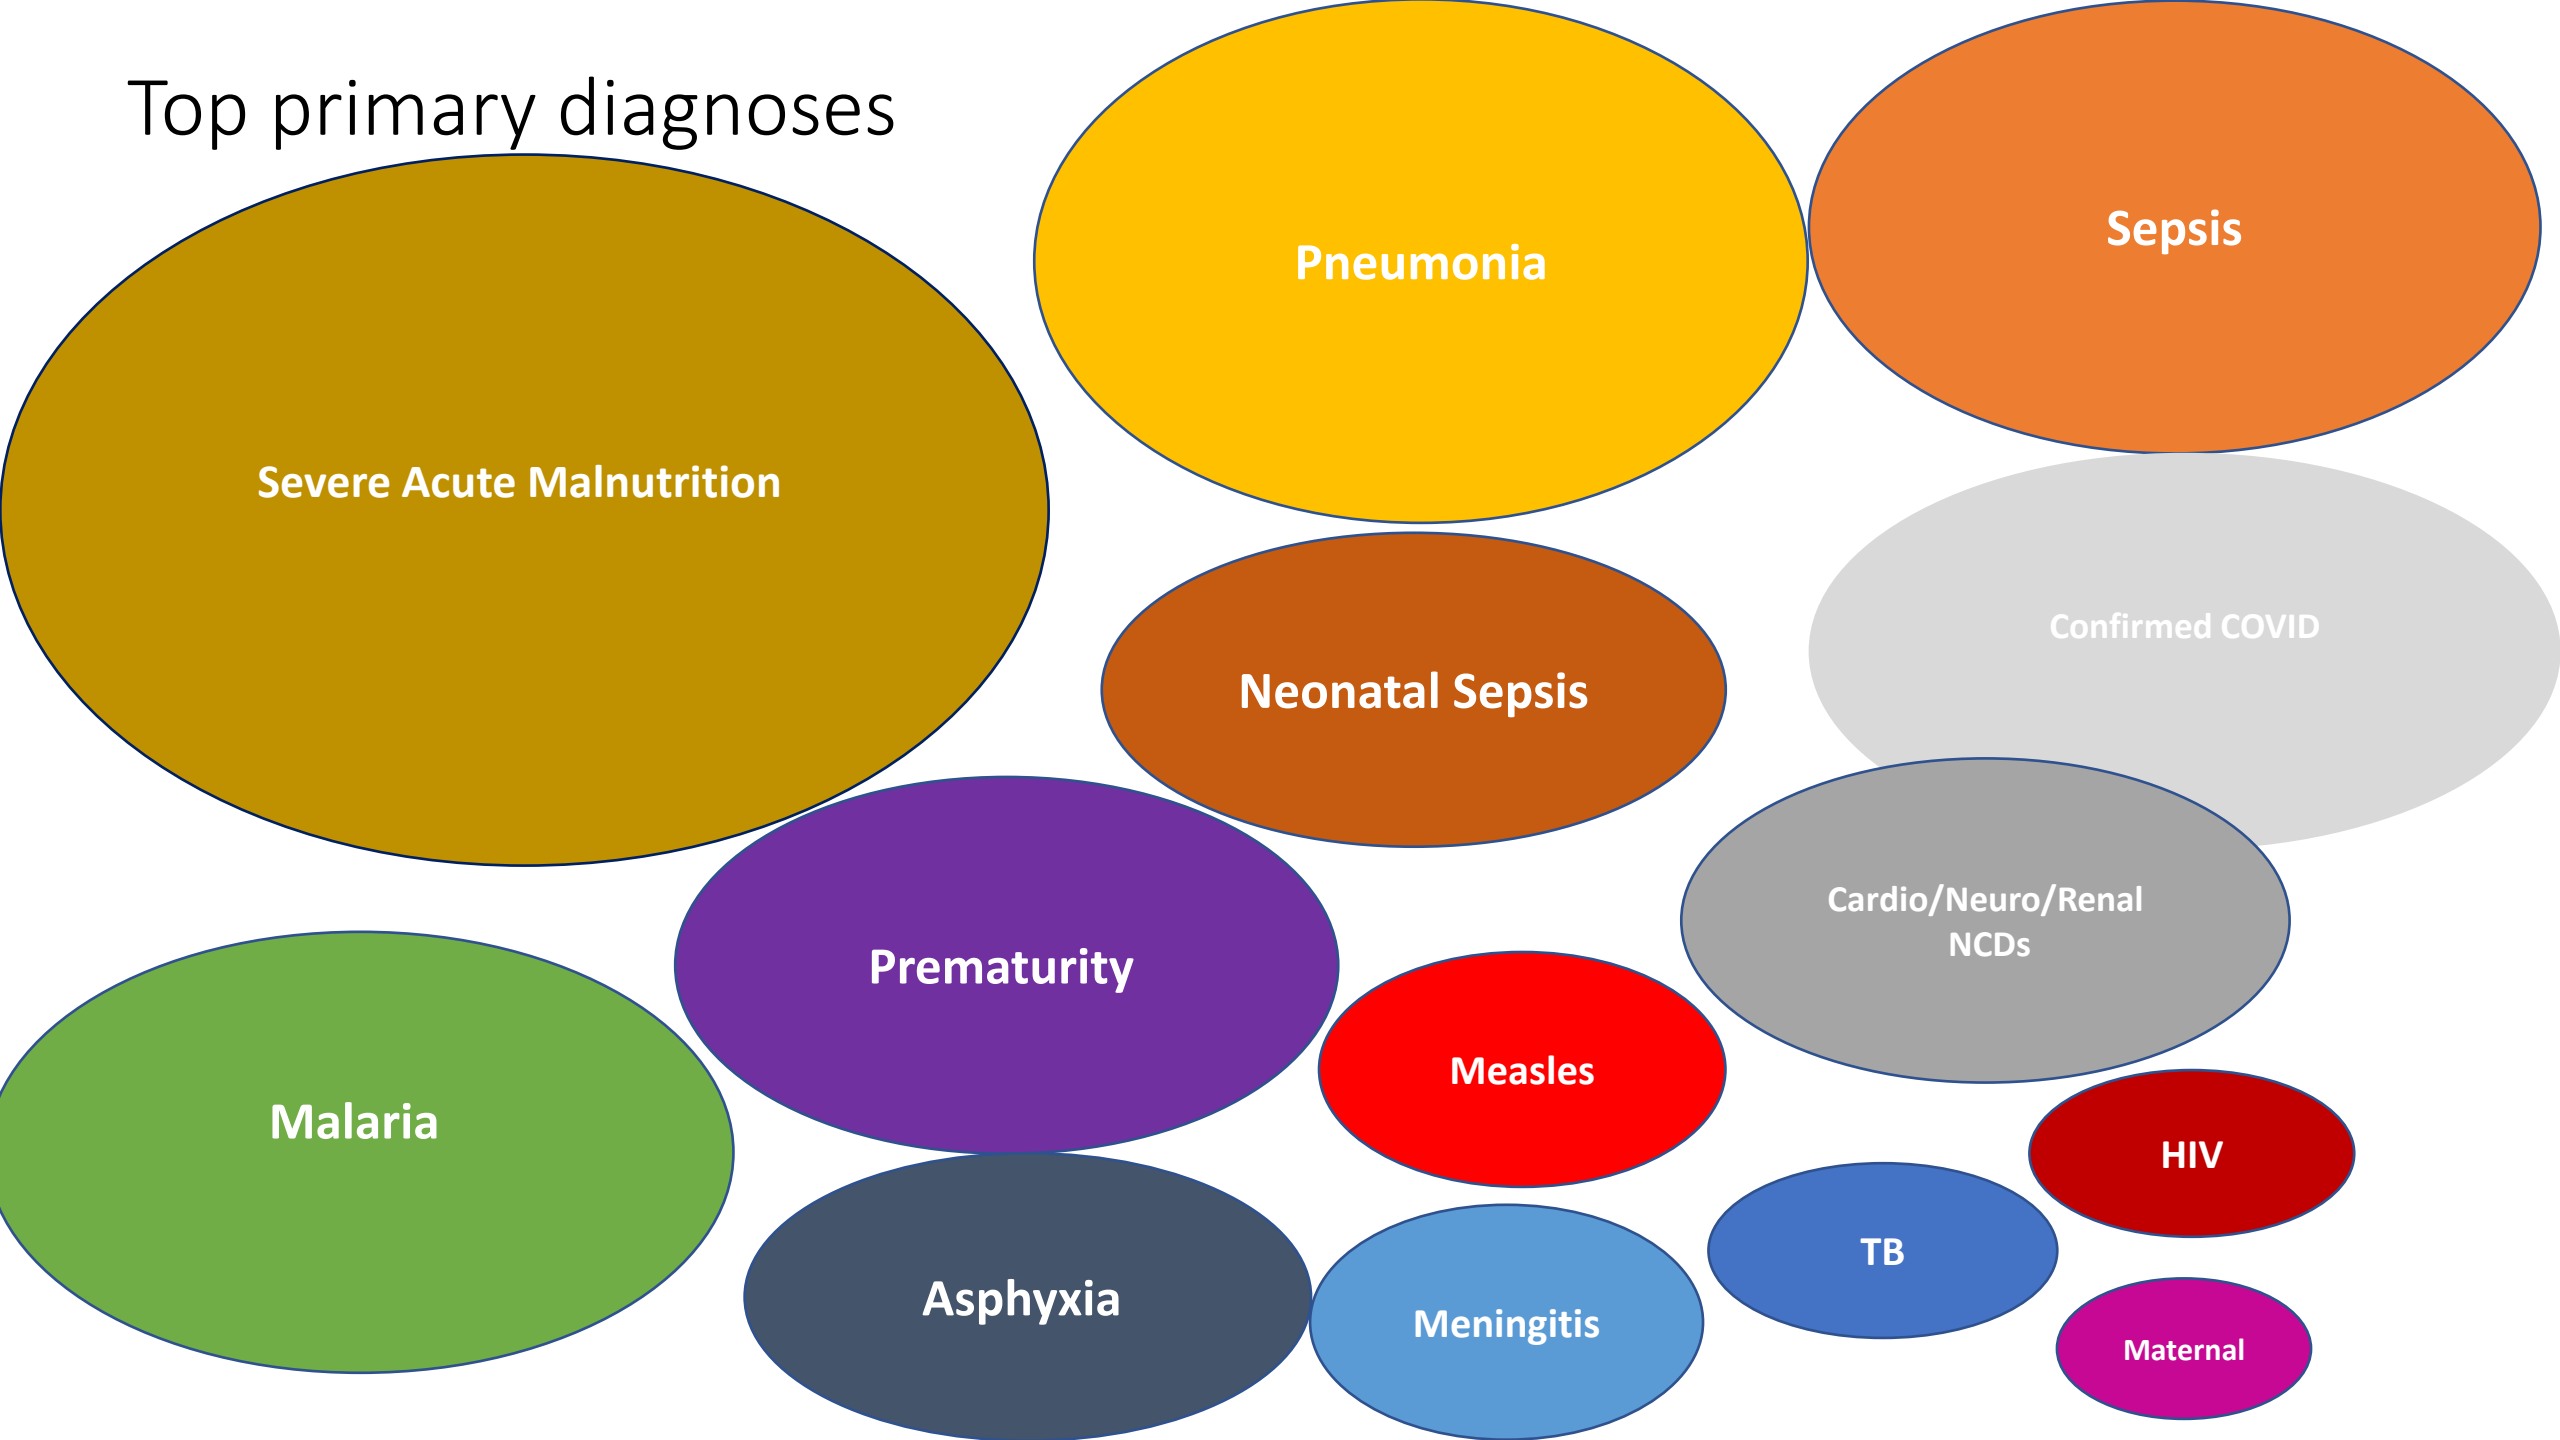 Top primary diagnoses
Pneumonia
Sepsis
Severe Acute Malnutrition
Confirmed COVID
Neonatal Sepsis
Cardio/Neuro/Renal
NCDs
Prematurity
Measles
Malaria
HIV
TB
Asphyxia
Meningitis
Maternal